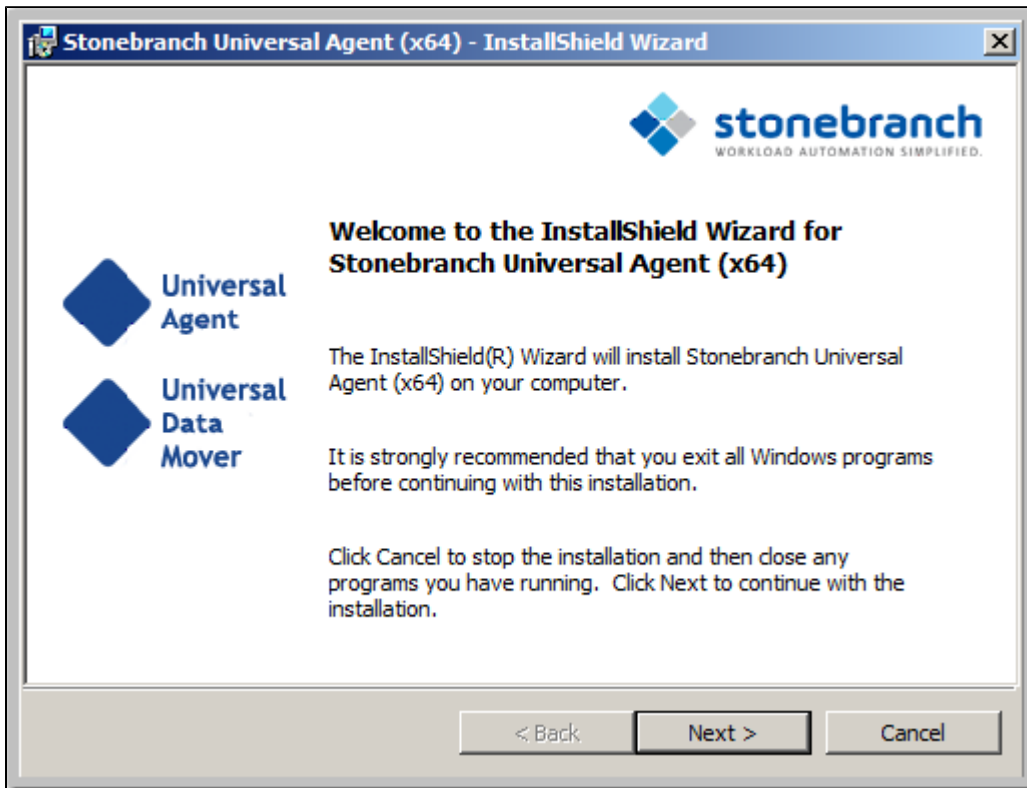 Stonebranch Universal Agent (x64) - InstallShield Wizard
stonebranch
WORKLOAD AUTOMATION SIMPLIFIED.
Welcome to the InstallShield Wizard for
Stonebranch Universal Agent (x64)
Universal
Agent
Universal
Data
Mover
The InstallShield(R) Wizard will install Stonebranch Universal
Agent (x64) on your computer.
It is strongly recommended that you exit all Windows programs
before continuing with this installation.
Click Cancel to stop the installation and then close any
programs you have running.  Click Next to continue with the
installation.
< Back
Next >
Cancel